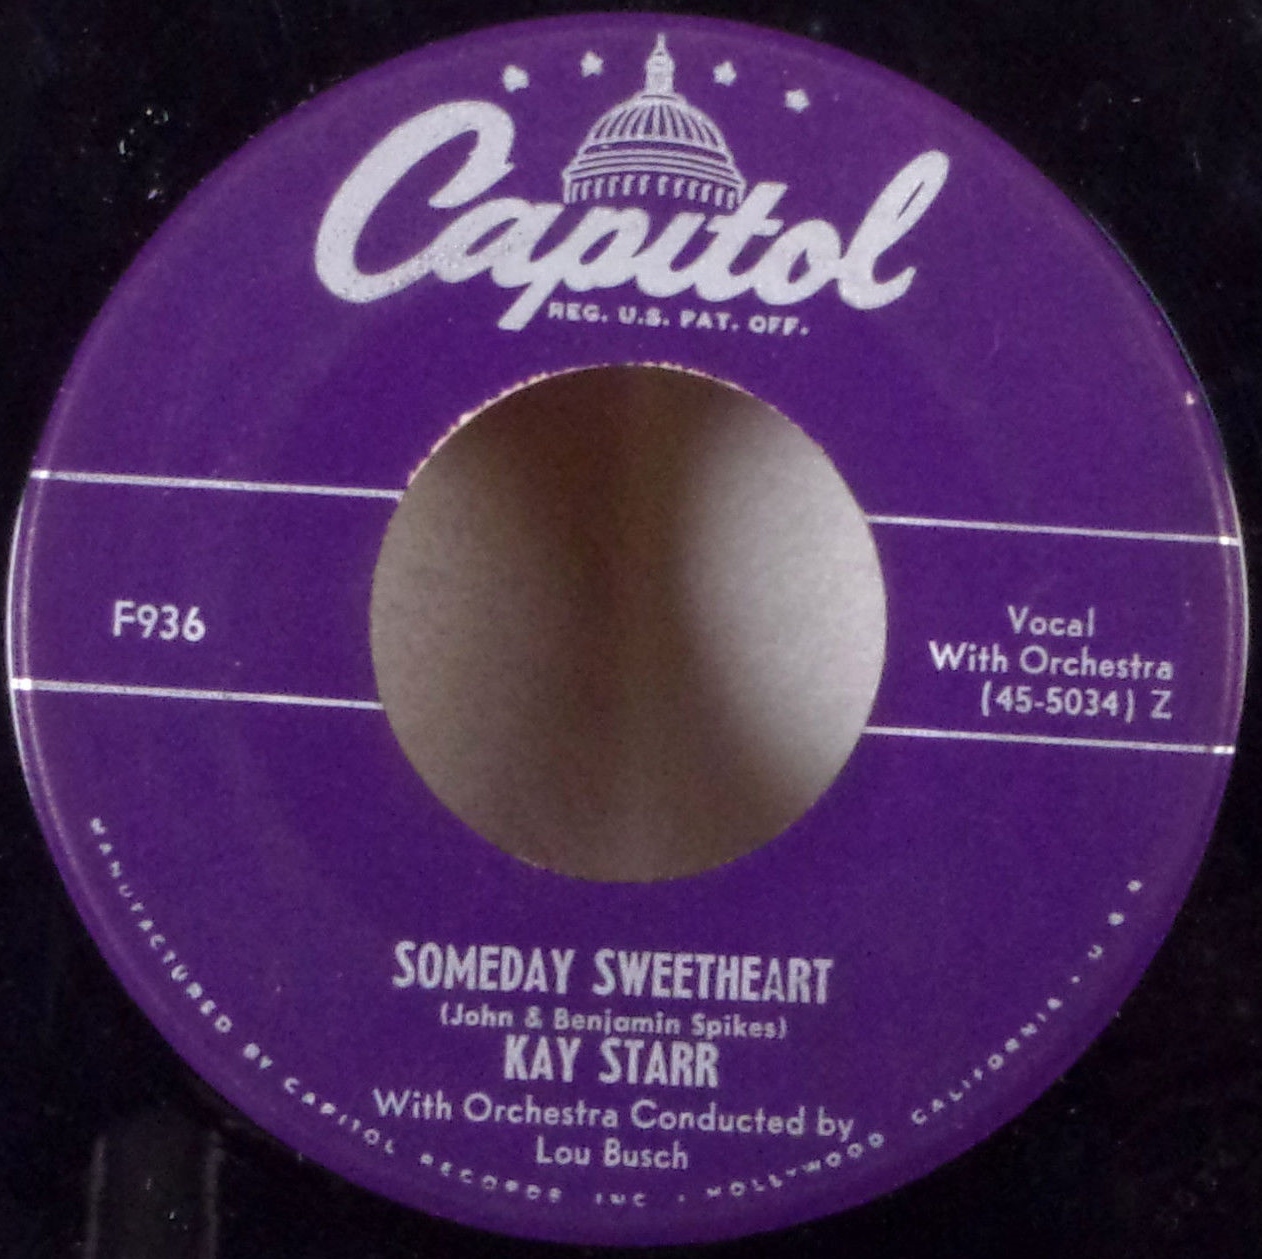 Capitol
REG. U.S. PAT. OFF.
F936
Vocal
With Orchestra
(45-5034) Z
SOMEDAY SWEETHEART
(John & Benjamin Spikes)
KAY STARR
With Orchestra Conducted by
Lou Busch
MANUFACTURED BY CAPITOL RECORDS INC · HOLLYWOOD CALIFORNIA · U S A